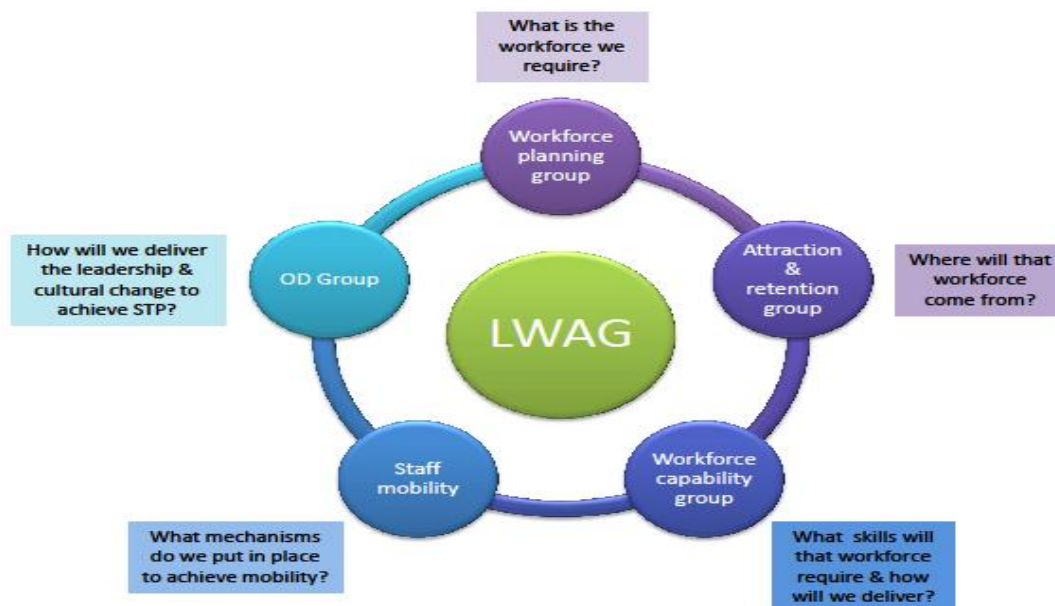 What is the
workforce we
require?
Workforce
planning
group
How will we deliver
the leadership &
cultural change to
achieve STP?
OD Group
Attraction
&
retention group
Where will that
workforce
come from?
LWAG
Staff
mobility
Workforce
capability
group
What mechanisms
do we put in place
to achieve mobility?
What skills will
that workforce
require & how
will we deliver?